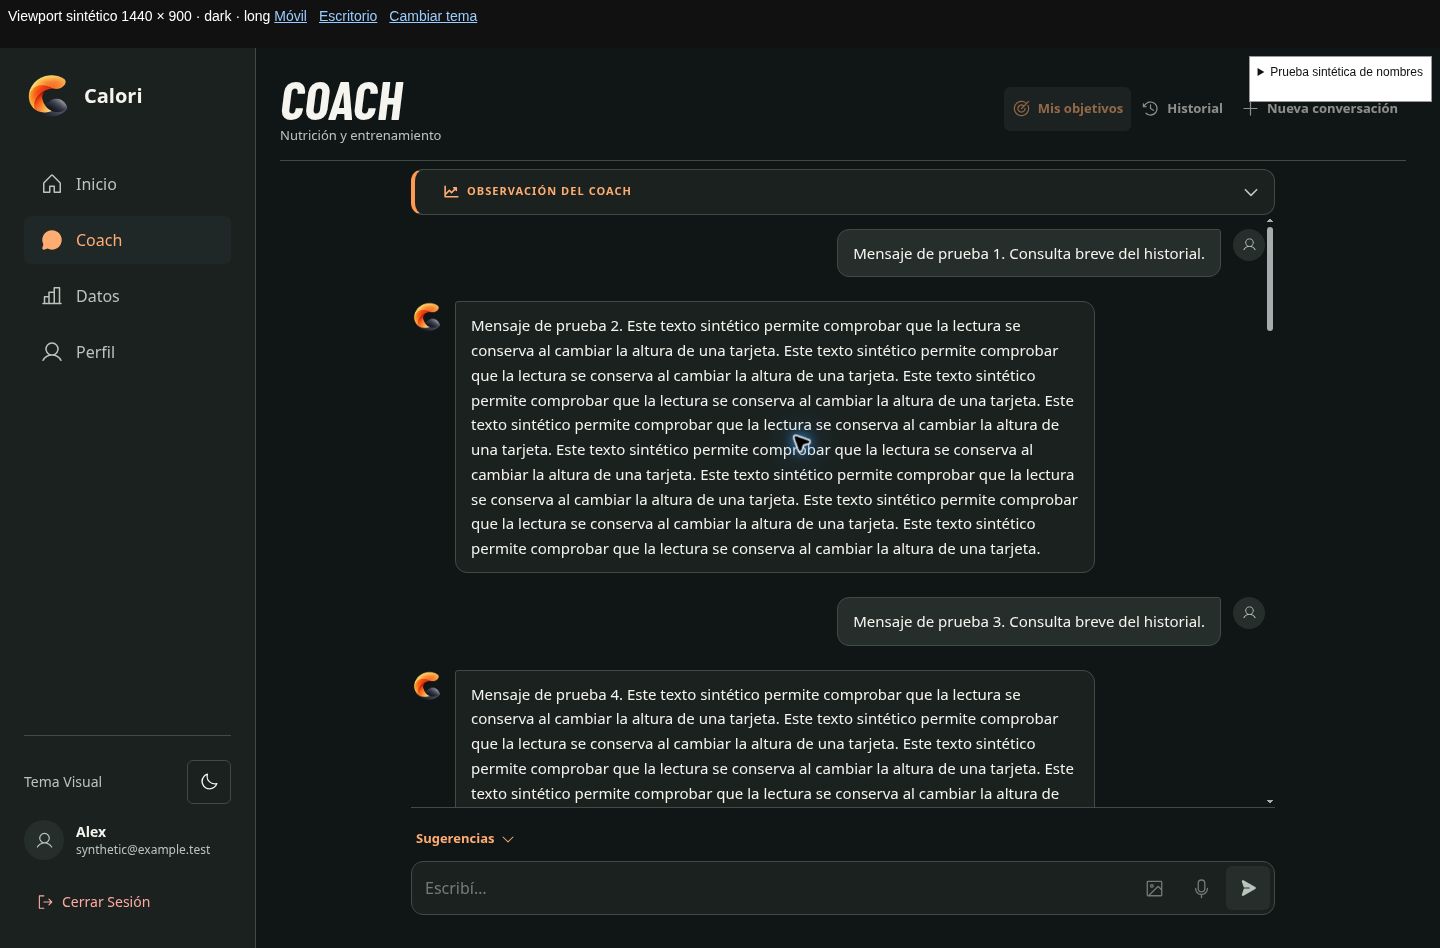 Viewport sintético 1440 × 900 · dark · long Móvil Escritorio Cambiar tema
Prueba sintética de nombres
Calori
Inicio
Coach
Datos
Perfil
Tema Visual
Alex
synthetic@example.test
Cerrar Sesión
COACH
Nutrición y entrenamiento
Mis objetivos
Historial
Nueva conversación
OBSERVACIÓN DEL COACH
Mensaje de prueba 1. Consulta breve del historial.
Mensaje de prueba 2. Este texto sintético permite comprobar que la lectura se
conserva al cambiar la altura de una tarjeta. Este texto sintético permite comprobar
que la lectura se conserva al cambiar la altura de una tarjeta. Este texto sintético
permite comprobar que la lectura se conserva al cambiar la altura de una tarjeta. Este
texto sintético permite comprobar que la lectura se conserva al cambiar la altura de
una tarjeta. Este texto sintético permite comprobar que la lectura se conserva al
cambiar la altura de una tarjeta. Este texto sintético permite comprobar que la lectura
se conserva al cambiar la altura de una tarjeta. Este texto sintético permite comprobar
que la lectura se conserva al cambiar la altura de una tarjeta. Este texto sintético
permite comprobar que la lectura se conserva al cambiar la altura de una tarjeta.
Mensaje de prueba 3. Consulta breve del historial.
Mensaje de prueba 4. Este texto sintético permite comprobar que la lectura se
conserva al cambiar la altura de una tarjeta. Este texto sintético permite comprobar
que la lectura se conserva al cambiar la altura de una tarjeta. Este texto sintético
permite comprobar que la lectura se conserva al cambiar la altura de una tarjeta. Este
texto sintético permite comprobar que la lectura se conserva al cambiar la altura de
Sugerencias
Escribí...